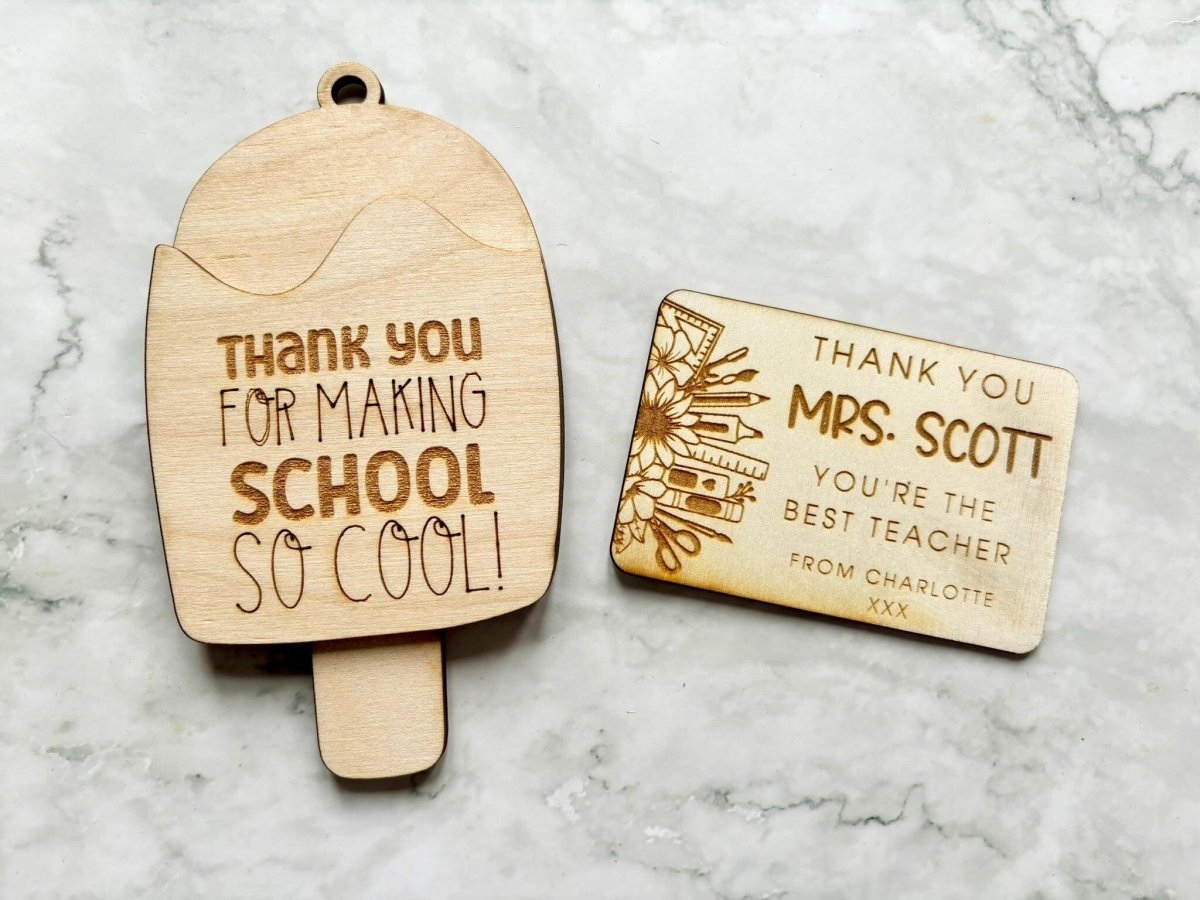 THANK YOU
FOR MAKING
SCHOOL
SO COOL!
THANK YOU
MRS. SCOTT
YOU'RE THE
BEST TEACHER
FROM CHARLOTTE
XXX